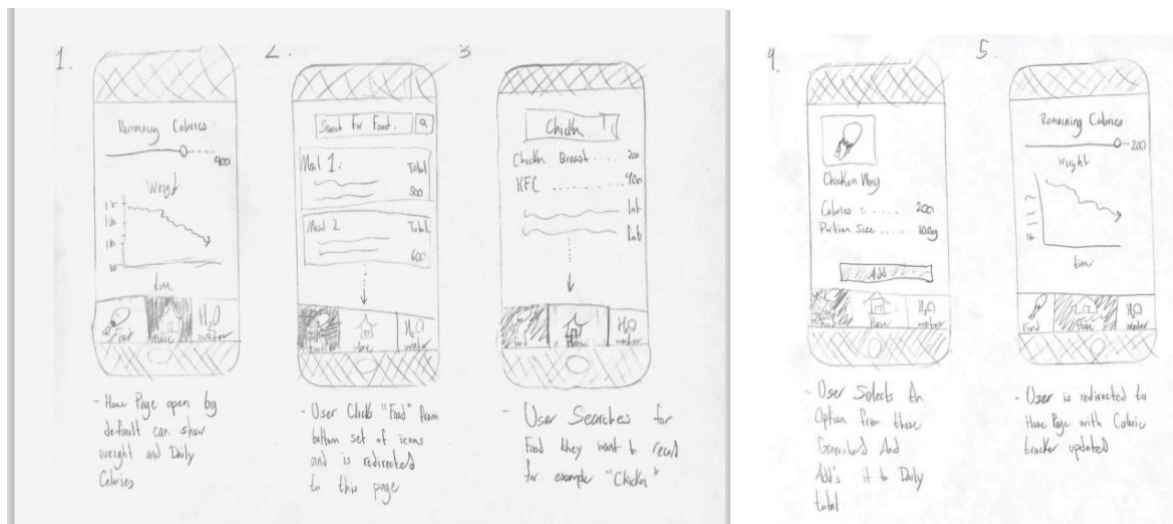 1.
Remaining Calories
400
Weight
time
Food
Home
H2O
water
- Home Page open by
default can show
weight and Daily
Calories
2.
Search For Food.
Meal 1:
Total
500
Meal 2
Total
600
Food
Home
H2O
water
- User Clicks "Food" from
bottom set of icons
and is redirected
to this page
3
Chicken
Chicken Breast ...... 200
KFC ...... 400
Home
H2O
water
- User Searches for
Food they want to record
for example "Chicken"
4.
Chicken Wing
Calories ...... 200
Portion Size ..... 100g
Add
Food
Home
H2O
water
- User Selects An
Option from those
Generated And
Add's it to Daily
total
5.
Remaining Calories
200
Weight
time
Food
Home
H2O
water
- User is redirected to
Home Page with Calorie
tracker updated